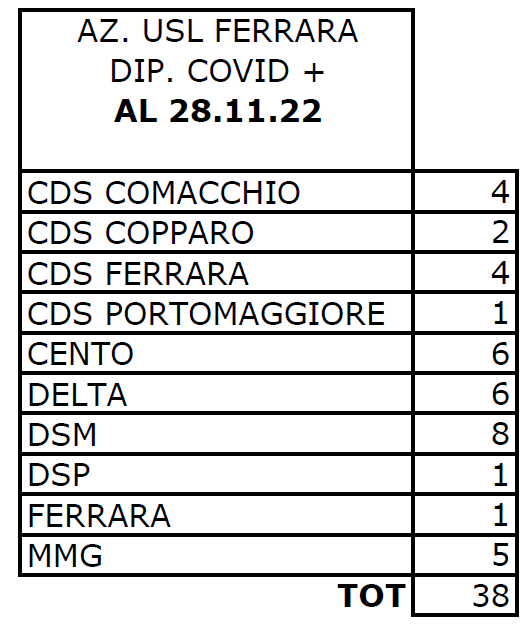 AZ. USL FERRARA
DIP. COVID +
AL 28.11.22
CDS COMACCHIO 4
CDS COPPARO 2
CDS FERRARA 4
CDS PORTOMAGGIORE 1
CENTO 6
DELTA 6
DSM 8
DSP 1
FERRARA 1
MMG 5
TOT 38